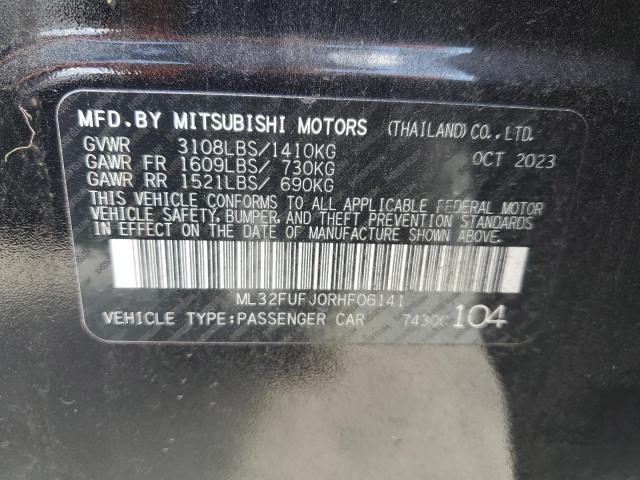 MFD.BY MITSUBISHI MOTORS (THAILAND)CO.,LTD.
GVWR 3108LBS/1410KG OCT 2023
GAWR FR 1609LBS/ 730KG
GAWR RR 1521LBS/ 690KG
THIS VEHICLE CONFORMS TO ALL APPLICABLE FEDERAL MOTOR
VEHICLE SAFETY, BUMPER, AND THEFT PREVENTION STANDARDS
IN EFFECT ON THE DATE OF MANUFACTURE SHOWN ABOVE.
ML32FUFJ0RHF06141
VEHICLE TYPE:PASSENGER CAR 104